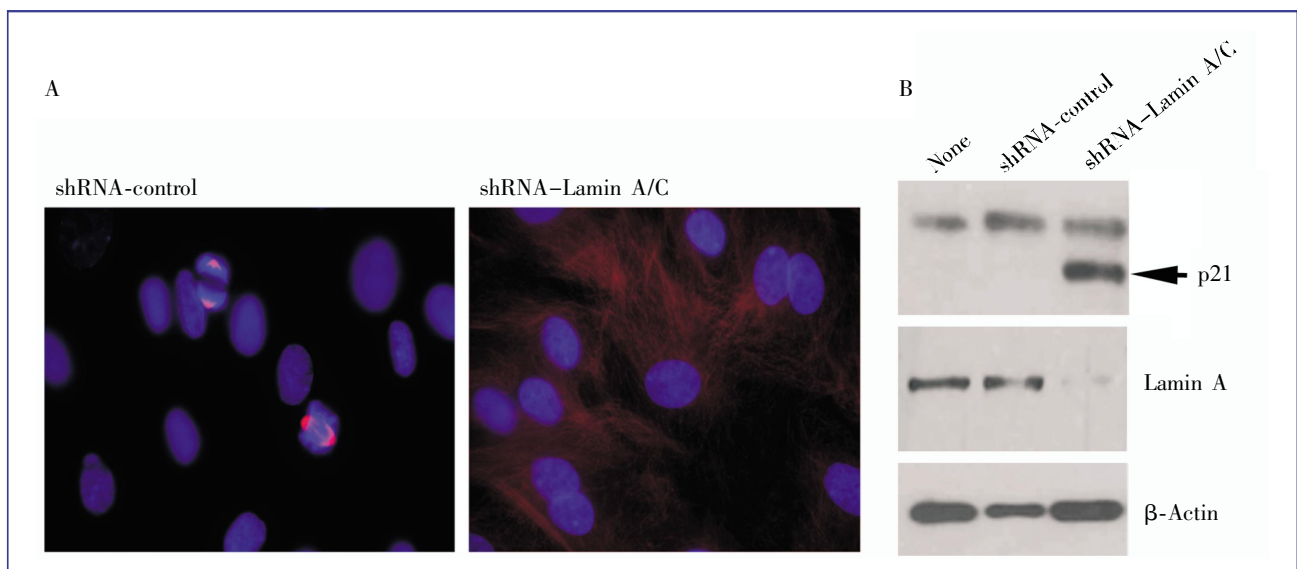 A
shRNA-control
shRNA–Lamin A/C
B
None
shRNA-control
shRNA–Lamin A/C
p21
Lamin A
β-Actin